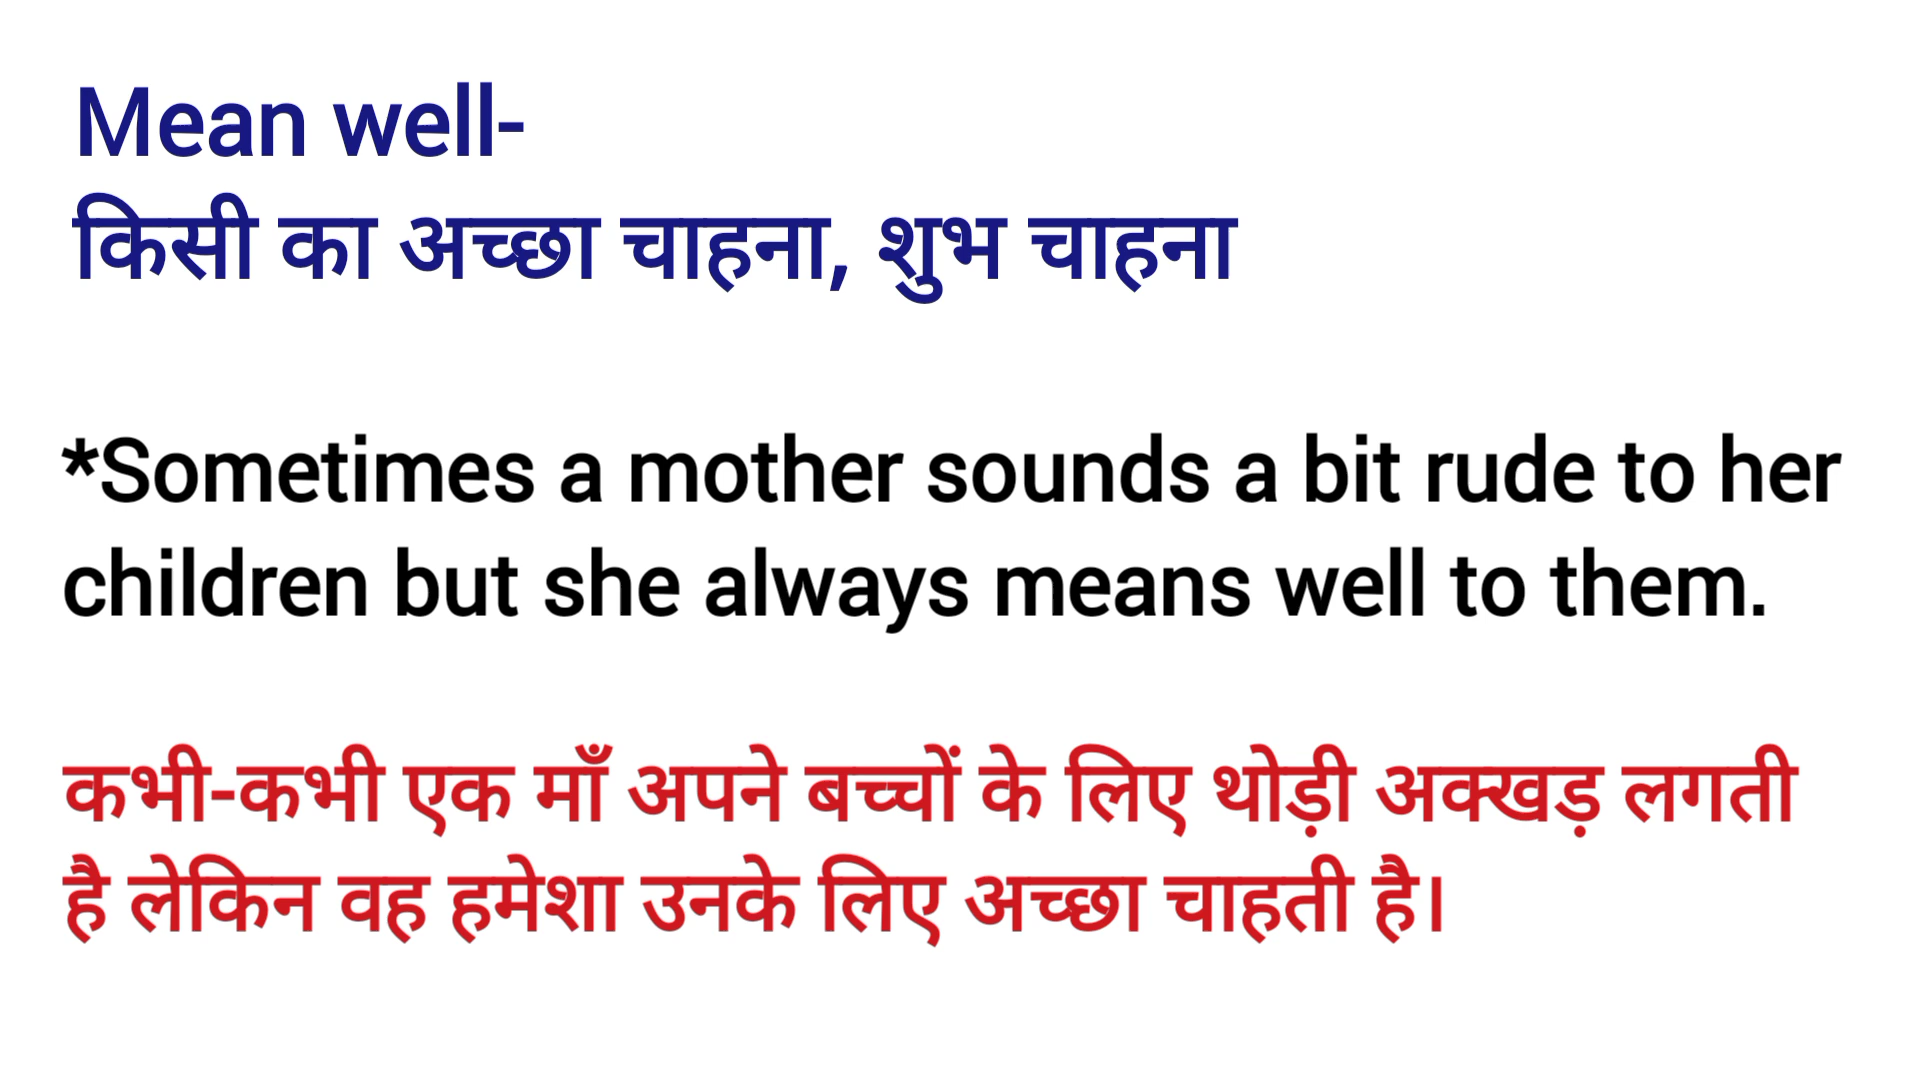 Mean well-
किसी का अच्छा चाहना, शुभ चाहना
*Sometimes a mother sounds a bit rude to her
children but she always means well to them.
कभी-कभी एक माँ अपने बच्चों के लिए थोड़ी अक्खड़ लगती
है लेकिन वह हमेशा उनके लिए अच्छा चाहती है।